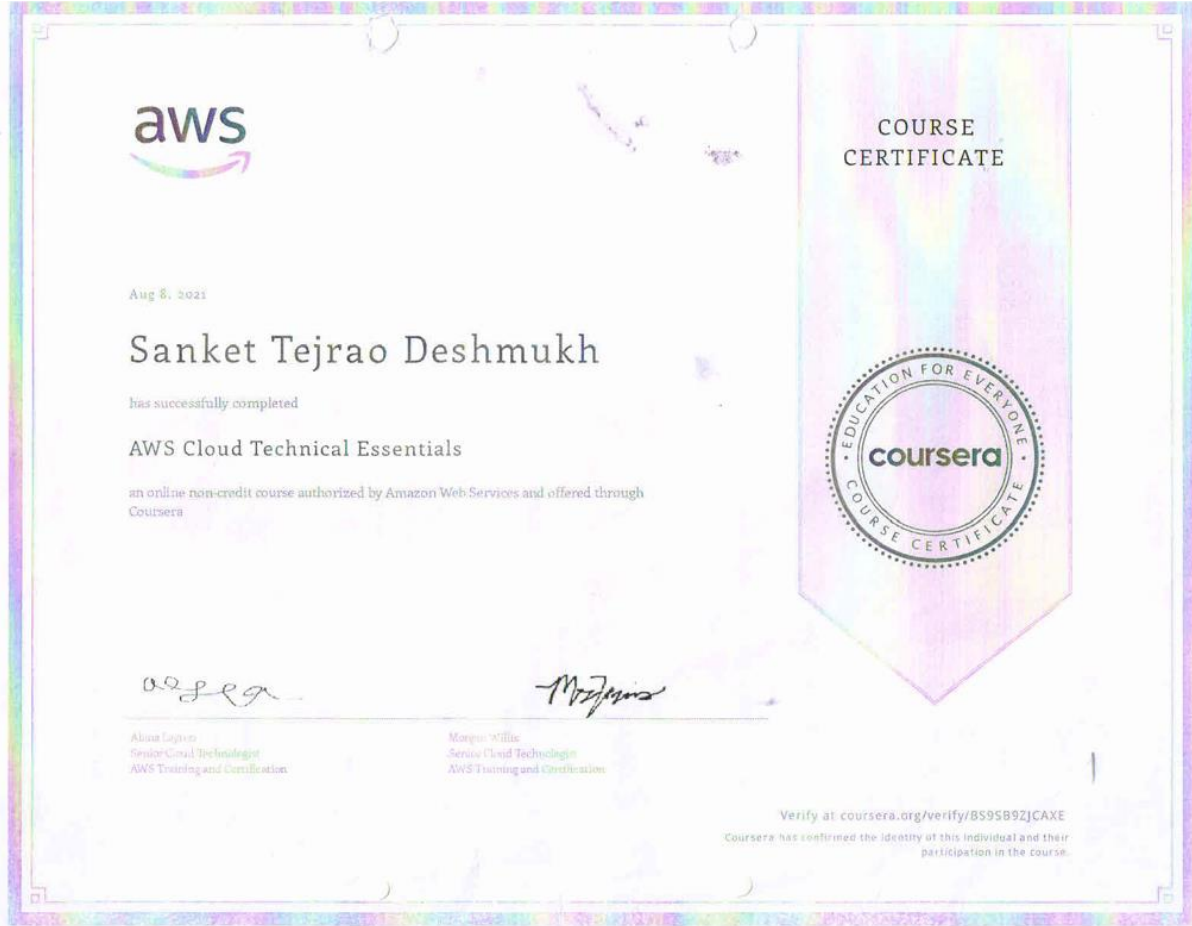 aws
COURSE
CERTIFICATE
Aug 8, 2021
Sanket Tejrao Deshmukh
has successfully completed
AWS Cloud Technical Essentials
an online non-credit course authorized by Amazon Web Services and offered through
Coursera
EDUCATION FOR EVERYONE
coursera
COURSE CERTIFICATE
Senior Cloud Technologist
AWS Training and Certification
Morgan Willis
Senior Cloud Technologist
AWS Training and Certification
Verify at coursera.org/verify/BS9SB9ZJCAXE
Coursera has confirmed the identity of this individual and their
participation in the course.